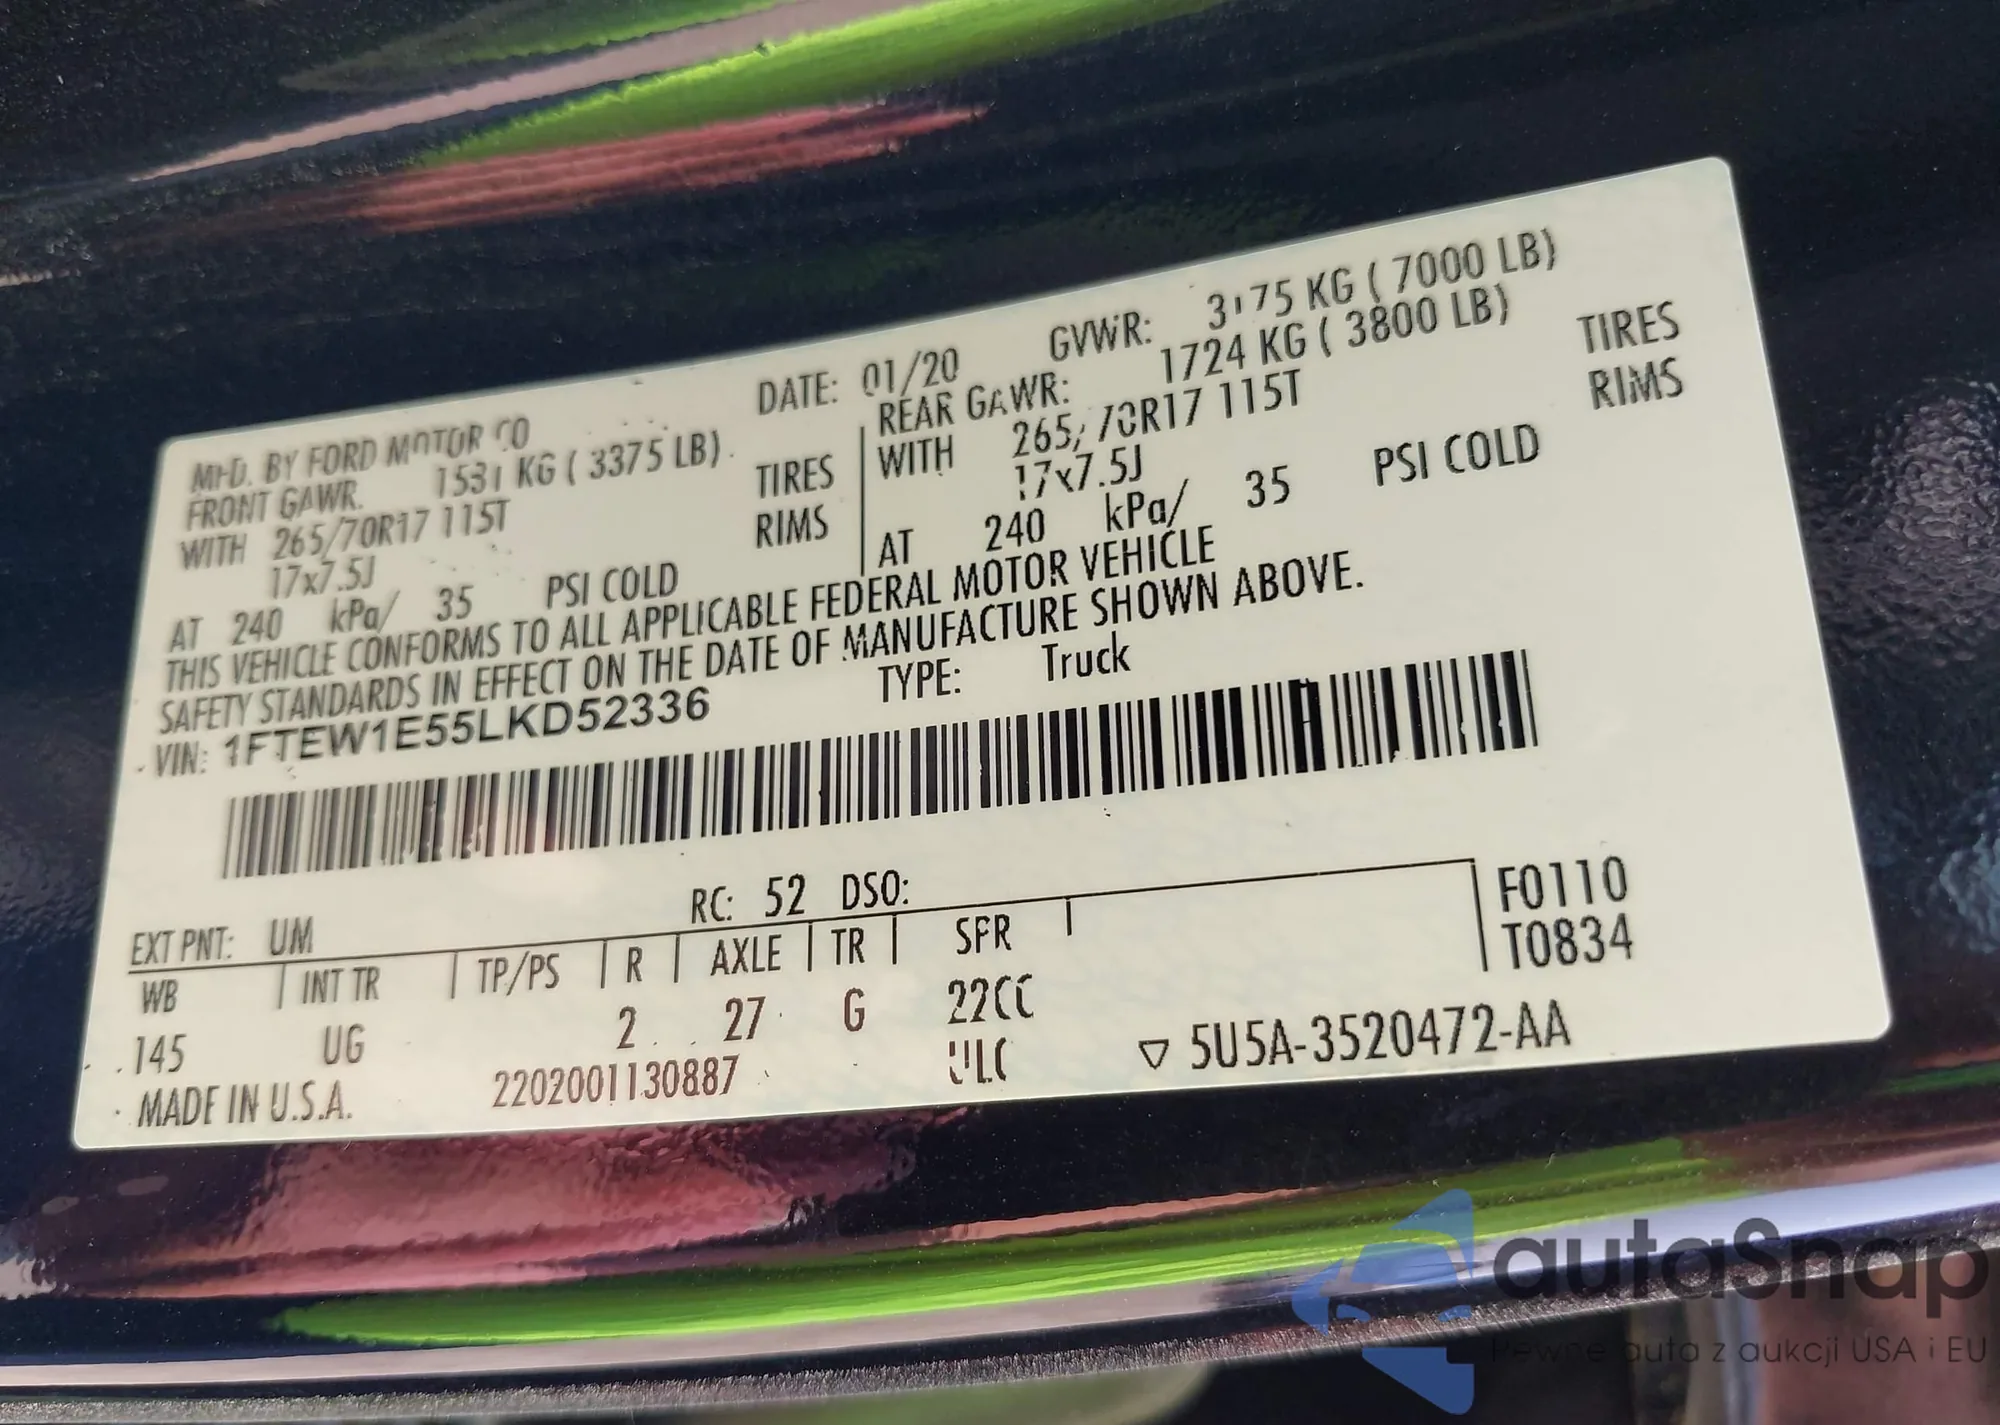 MFD. BY FORD MOTOR CO DATE: 01/20 GVWR: 3175 KG ( 7000 LB)
FRONT GAWR. 1531 KG ( 3375 LB). REAR GAWR: 1724 KG ( 3800 LB)
WITH 265/70R17 115T TIRES WITH 265/70R17 115T TIRES
17x7.5J RIMS 17x7.5J RIMS
AT 240 kPa/ 35 PSI COLD AT 240 kPa/ 35 PSI COLD
THIS VEHICLE CONFORMS TO ALL APPLICABLE FEDERAL MOTOR VEHICLE
SAFETY STANDARDS IN EFFECT ON THE DATE OF MANUFACTURE SHOWN ABOVE.
VIN: 1FTEW1E55LKD52336 TYPE: Truck
EXT PNT: UM RC: 52 DSO: F0110
WB INT TR TP/PS R AXLE TR SPR T0834
145 UG 2 27 G 22CC
MADE IN U.S.A. 2202001130887 ULC ▽ 5U5A-3520472-AA
autaSnap
Pewne auta z aukcji USA i EU